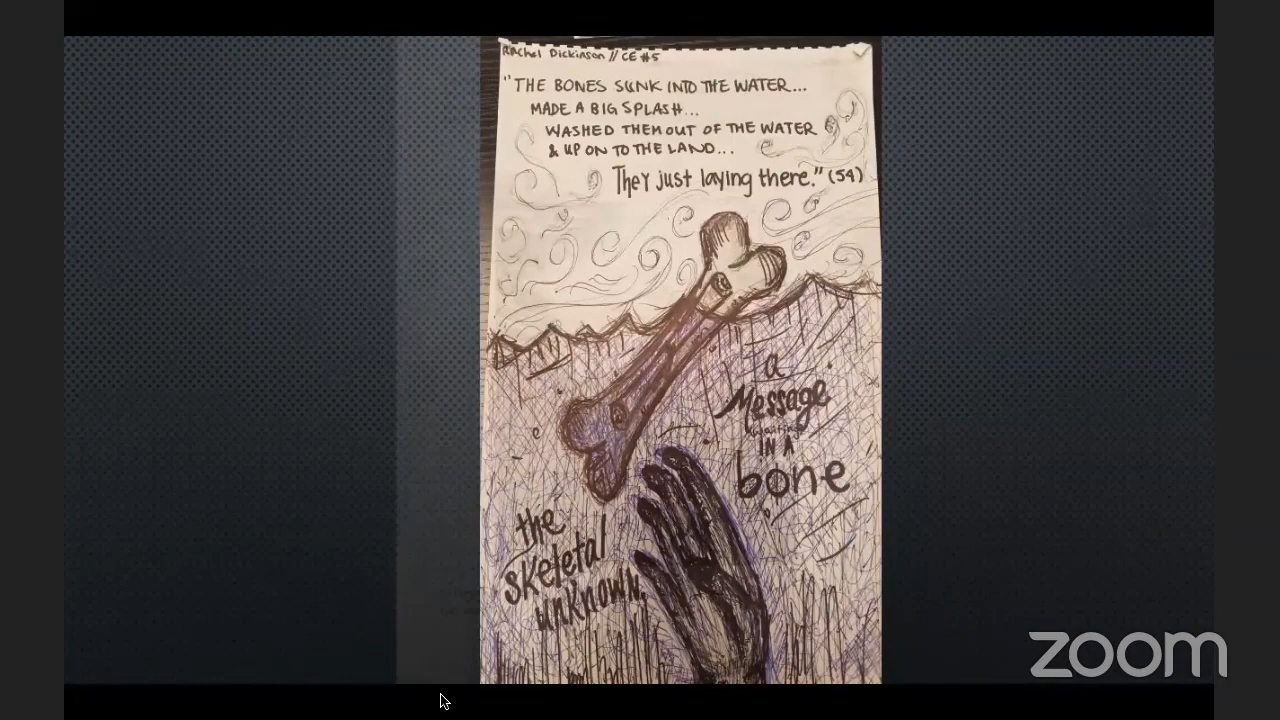 Rachel Dickinson // CE #5
"THE BONES SUNK INTO THE WATER...
MADE A BIG SPLASH...
WASHED THEM OUT OF THE WATER
& UP ON TO THE LAND...
They just laying there." (54)
a
Message
IN A
bone
the
skeletal
unknown.
zoom